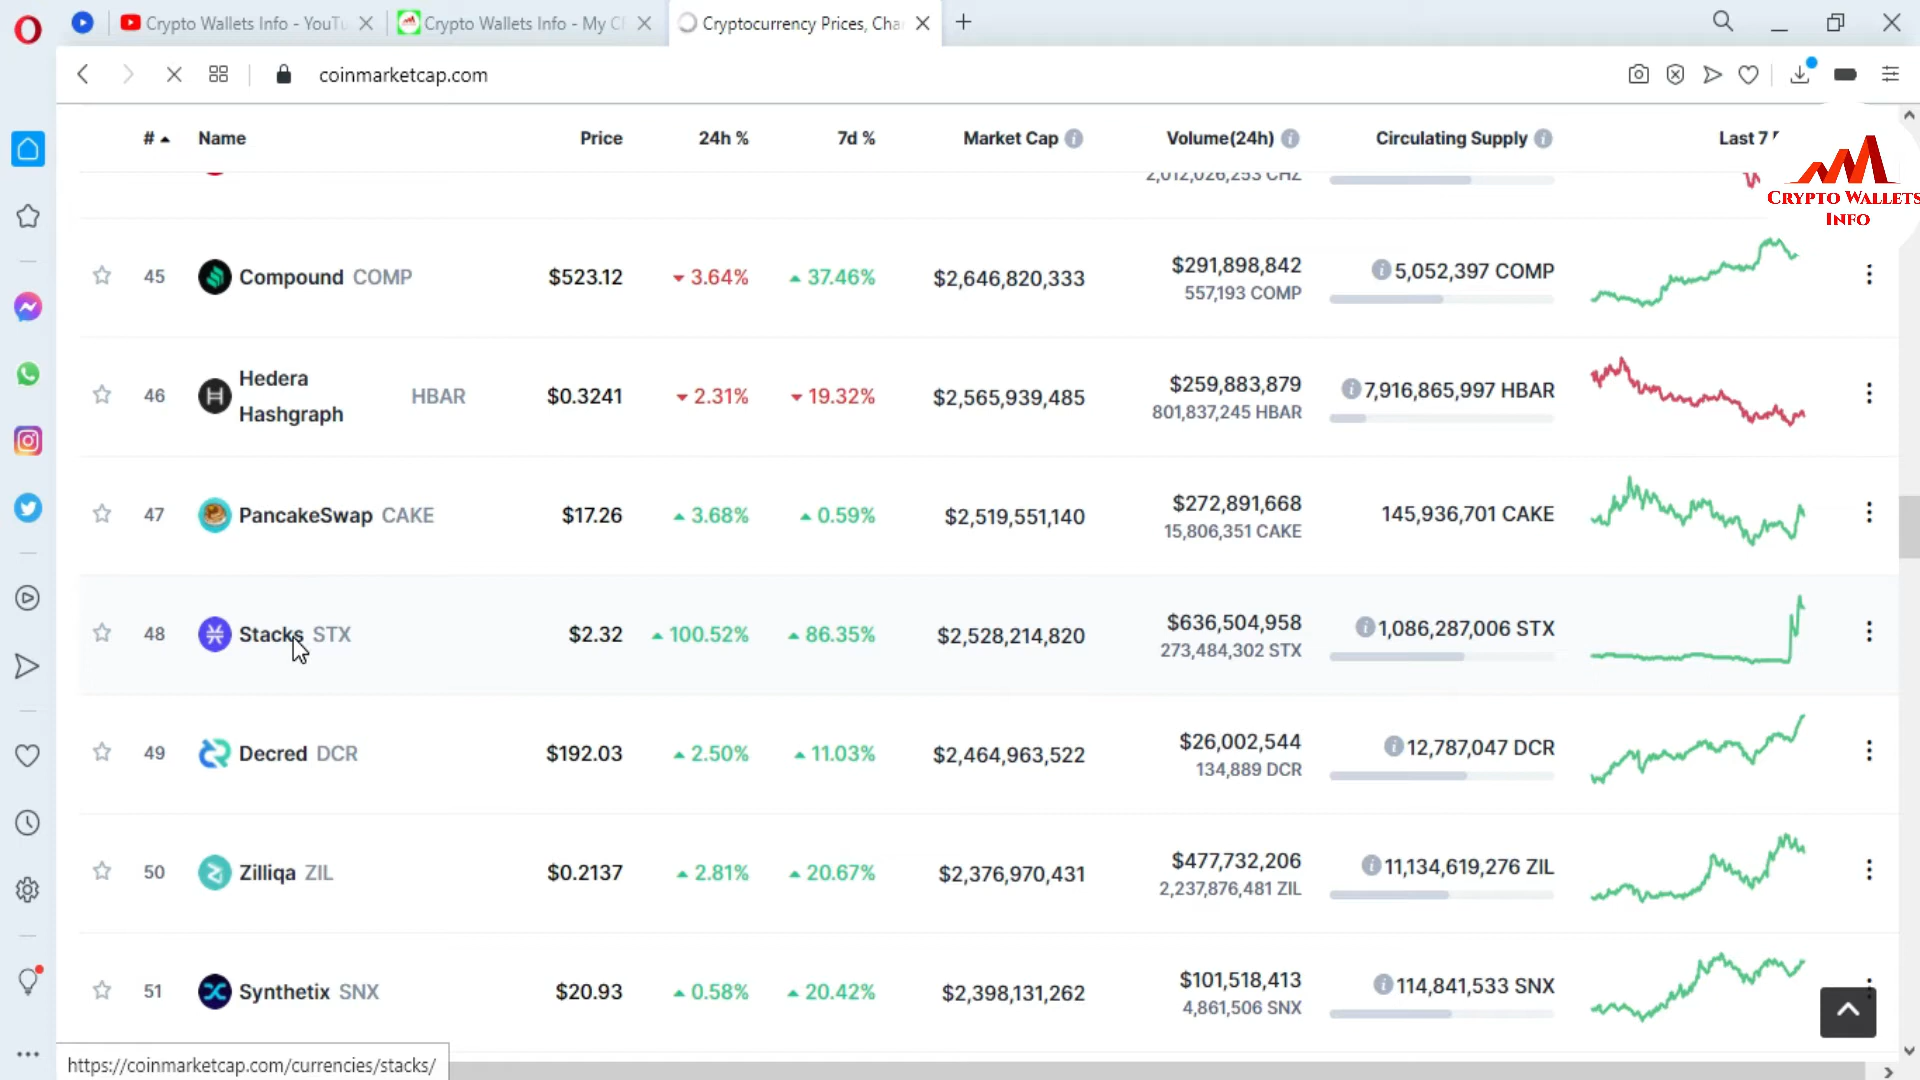 Crypto Wallets Info - YouTu
Crypto Wallets Info - My C
Cryptocurrency Prices, Cha
coinmarketcap.com
# Name Price 24h % 7d % Market Cap Volume(24h) Circulating Supply Last 7
CRYPTO WALLETS
INFO
2,012,026,253 CHZ
45 Compound COMP $523.12 3.64% 37.46% $2,646,820,333 $291,898,842 5,052,397 COMP
557,193 COMP
46 Hedera Hashgraph HBAR $0.3241 2.31% 19.32% $2,565,939,485 $259,883,879 7,916,865,997 HBAR
801,837,245 HBAR
47 PancakeSwap CAKE $17.26 3.68% 0.59% $2,519,551,140 $272,891,668 145,936,701 CAKE
15,806,351 CAKE
48 Stacks STX $2.32 100.52% 86.35% $2,528,214,820 $636,504,958 1,086,287,006 STX
273,484,302 STX
49 Decred DCR $192.03 2.50% 11.03% $2,464,963,522 $26,002,544 12,787,047 DCR
134,889 DCR
50 Zilliqa ZIL $0.2137 2.81% 20.67% $2,376,970,431 $477,732,206 11,134,619,276 ZIL
2,237,876,481 ZIL
51 Synthetix SNX $20.93 0.58% 20.42% $2,398,131,262 $101,518,413 114,841,533 SNX
4,861,506 SNX
https://coinmarketcap.com/currencies/stacks/